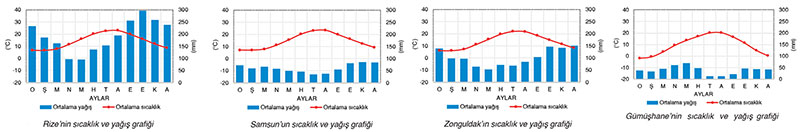 (°C)
40
30
20
10
0
-10
-20
300
250
200
150
100
50
0
(mm)
O Ş M N M H T A E E K A
AYLAR
Ortalama yağış Ortalama sıcaklık
Rize'nin sıcaklık ve yağış grafiği
(°C)
40
30
20
10
0
-10
-20
300
250
200
150
100
50
0
(mm)
O Ş M N M H T A E E K A
AYLAR
Ortalama yağış Ortalama sıcaklık
Samsun'un sıcaklık ve yağış grafiği
(°C)
40
30
20
10
0
-10
-20
300
250
200
150
100
50
0
(mm)
O Ş M N M H T A E E K A
AYLAR
Ortalama yağış Ortalama sıcaklık
Zonguldak'ın sıcaklık ve yağış grafiği
(°C)
40
30
20
10
0
-10
-20
300
250
200
150
100
50
0
(mm)
O Ş M N M H T A E E K A
AYLAR
Ortalama yağış Ortalama sıcaklık
Gümüşhane'nin sıcaklık ve yağış grafiği